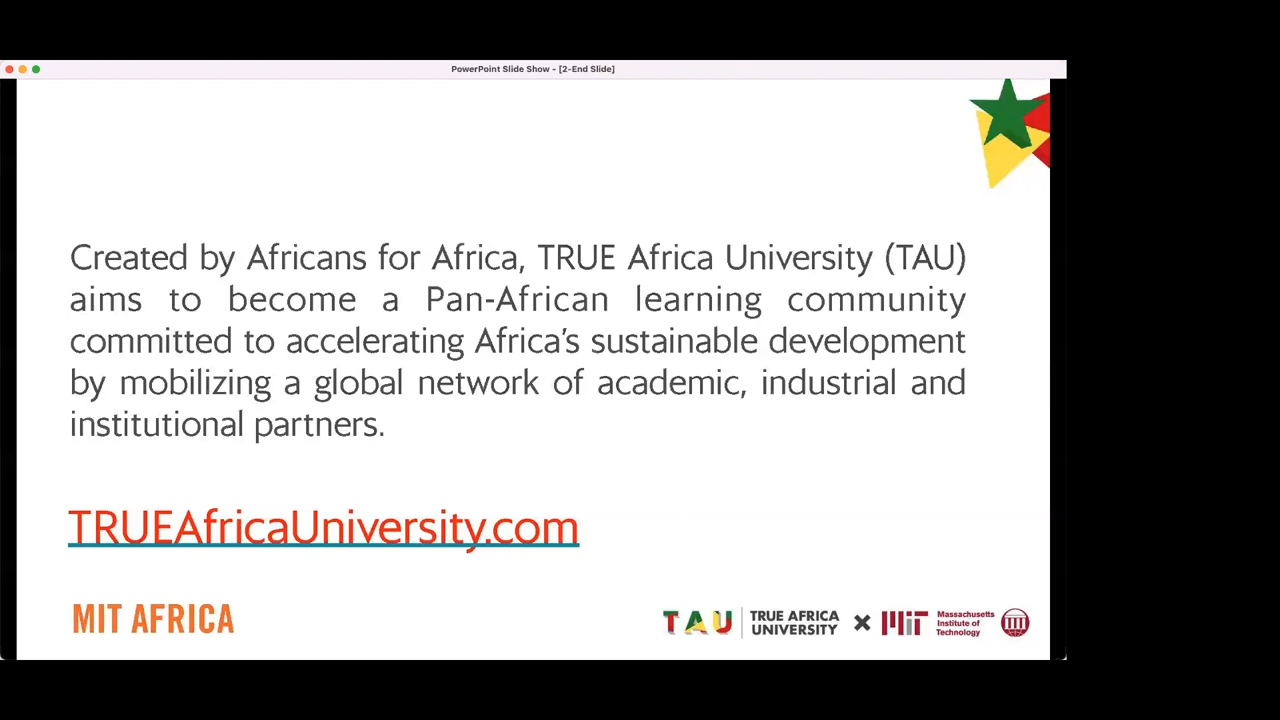 PowerPoint Slide Show - [2-End Slide]
Created by Africans for Africa, TRUE Africa University (TAU)
aims to become a Pan-African learning community
committed to accelerating Africa’s sustainable development
by mobilizing a global network of academic, industrial and
institutional partners.
TRUEAfricaUniversity.com
MIT AFRICA
TAU
TRUE AFRICA
UNIVERSITY
×
MIT
Massachusetts
Institute of
Technology